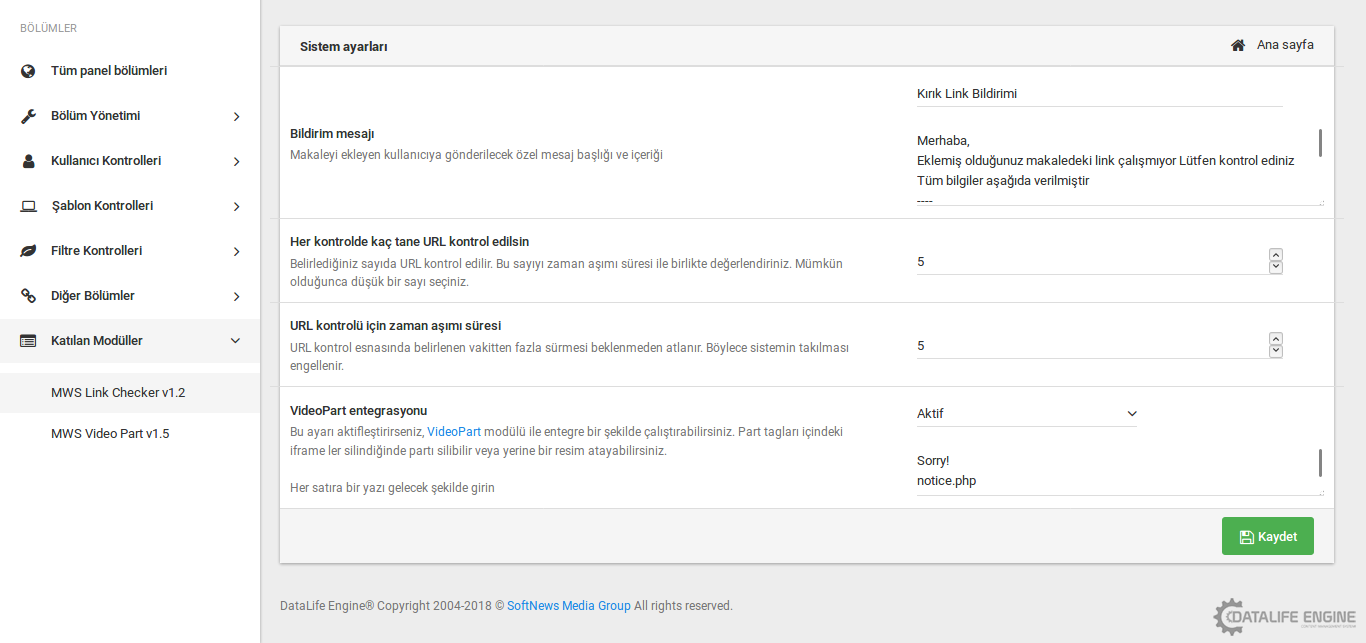 BÖLÜMLER
Tüm panel bölümleri
Bölüm Yönetimi
Kullanıcı Kontrolleri
Şablon Kontrolleri
Filtre Kontrolleri
Diğer Bölümler
Katılan Modüller
MWS Link Checker v1.2
MWS Video Part v1.5
Sistem ayarları
Ana sayfa
Bildirim mesajı
Makaleyi ekleyen kullanıcıya gönderilecek özel mesaj başlığı ve içeriği
Kırık Link Bildirimi
Merhaba,
Eklemiş olduğunuz makaledeki link çalışmıyor Lütfen kontrol ediniz
Tüm bilgiler aşağıda verilmiştir
----
Her kontrolde kaç tane URL kontrol edilsin
Belirlediğiniz sayıda URL kontrol edilir. Bu sayıyı zaman aşımı süresi ile birlikte değerlendiriniz. Mümkün
olduğunca düşük bir sayı seçiniz.
5
URL kontrolü için zaman aşımı süresi
URL kontrol esnasında belirlenen vakitten fazla sürmesi beklenmeden atlanır. Böylece sistemin takılması
engellenir.
5
VideoPart entegrasyonu
Bu ayarı aktifleştirirseniz, VideoPart modülü ile entegre bir şekilde çalıştırabilirsiniz. Part tagları içindeki
iframe ler silindiğinde partı silibilir veya yerine bir resim atayabilirsiniz.
Her satıra bir yazı gelecek şekilde girin
Aktif
Sorry!
notice.php
Kaydet
DataLife Engine® Copyright 2004-2018 © SoftNews Media Group All rights reserved.
DATALIFE ENGINE